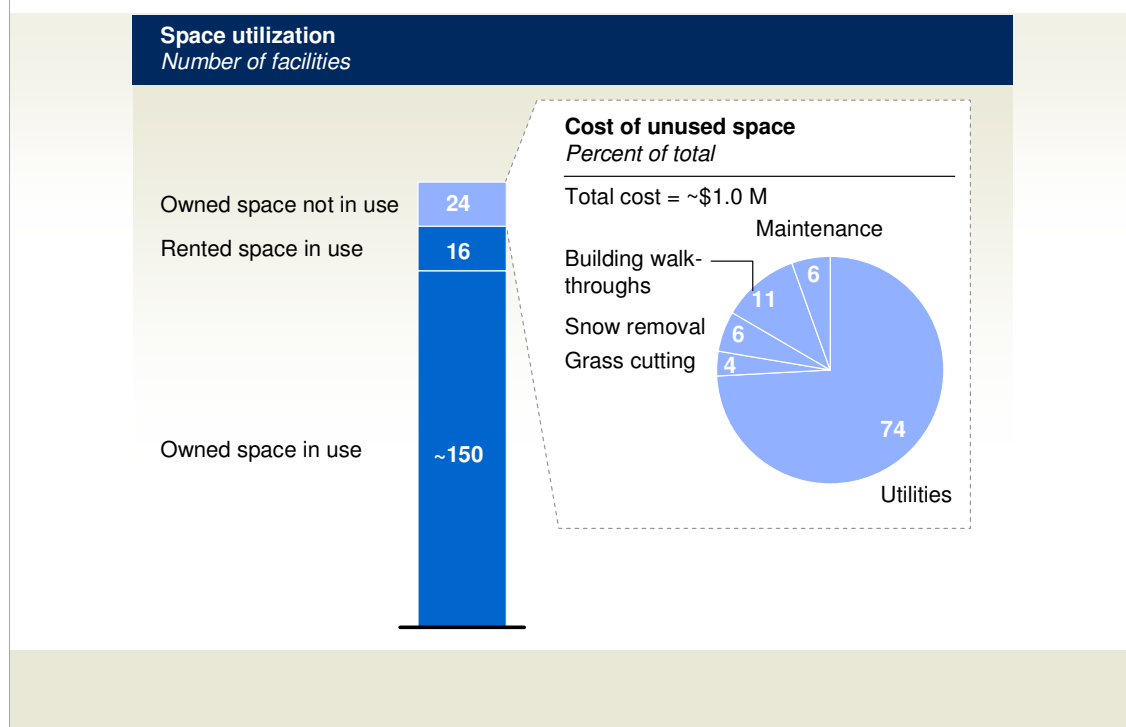 Space utilization
Number of facilities
Owned space not in use
24
Rented space in use
16
Owned space in use
~150
Cost of unused space
Percent of total
Total cost = ~$1.0 M
Maintenance
6
Building walk-
throughs
11
Snow removal
6
Grass cutting
4
74
Utilities